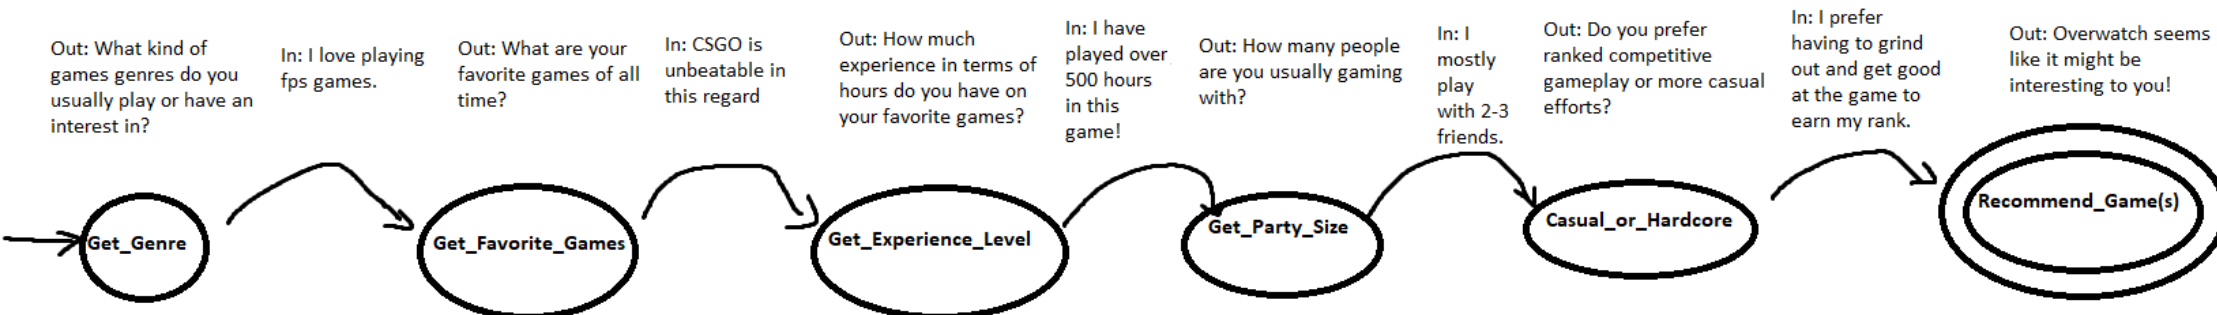 Out: What kind of
games genres do you
usually play or have an
interest in?
In: I love playing
fps games.
Out: What are your
favorite games of all
time?
In: CSGO is
unbeatable in
this regard
Out: How much
experience in terms of
hours do you have on
your favorite games?
In: I have
played over
500 hours
in this
game!
Out: How many people
are you usually gaming
with?
In: I
mostly
play
with 2-3
friends.
Out: Do you prefer
ranked competitive
gameplay or more casual
efforts?
In: I prefer
having to grind
out and get good
at the game to
earn my rank.
Out: Overwatch seems
like it might be
interesting to you!
Get_Genre
Get_Favorite_Games
Get_Experience_Level
Get_Party_Size
Casual_or_Hardcore
Recommend_Game(s)